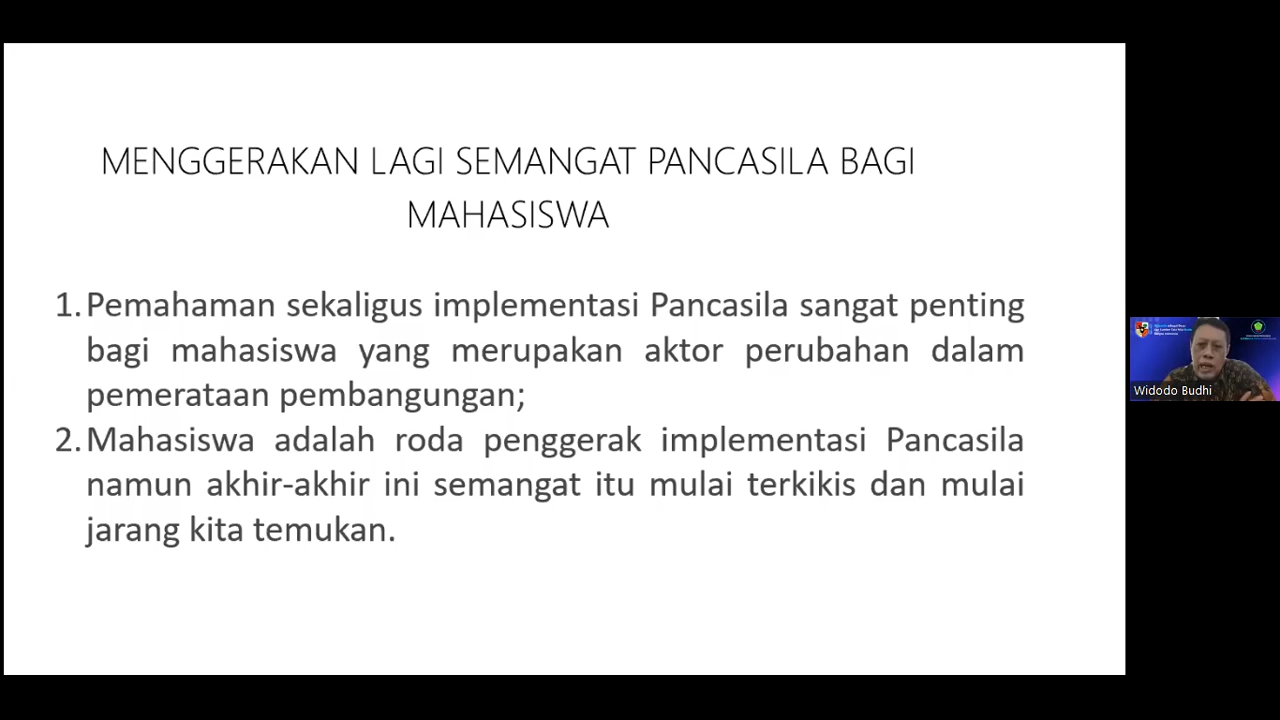 MENGGERAKAN LAGI SEMANGAT PANCASILA BAGI
MAHASISWA
1. Pemahaman sekaligus implementasi Pancasila sangat penting
bagi mahasiswa yang merupakan aktor perubahan dalam
pemerataan pembangungan;
2. Mahasiswa adalah roda penggerak implementasi Pancasila
namun akhir-akhir ini semangat itu mulai terkikis dan mulai
jarang kita temukan.
Widodo Budhi